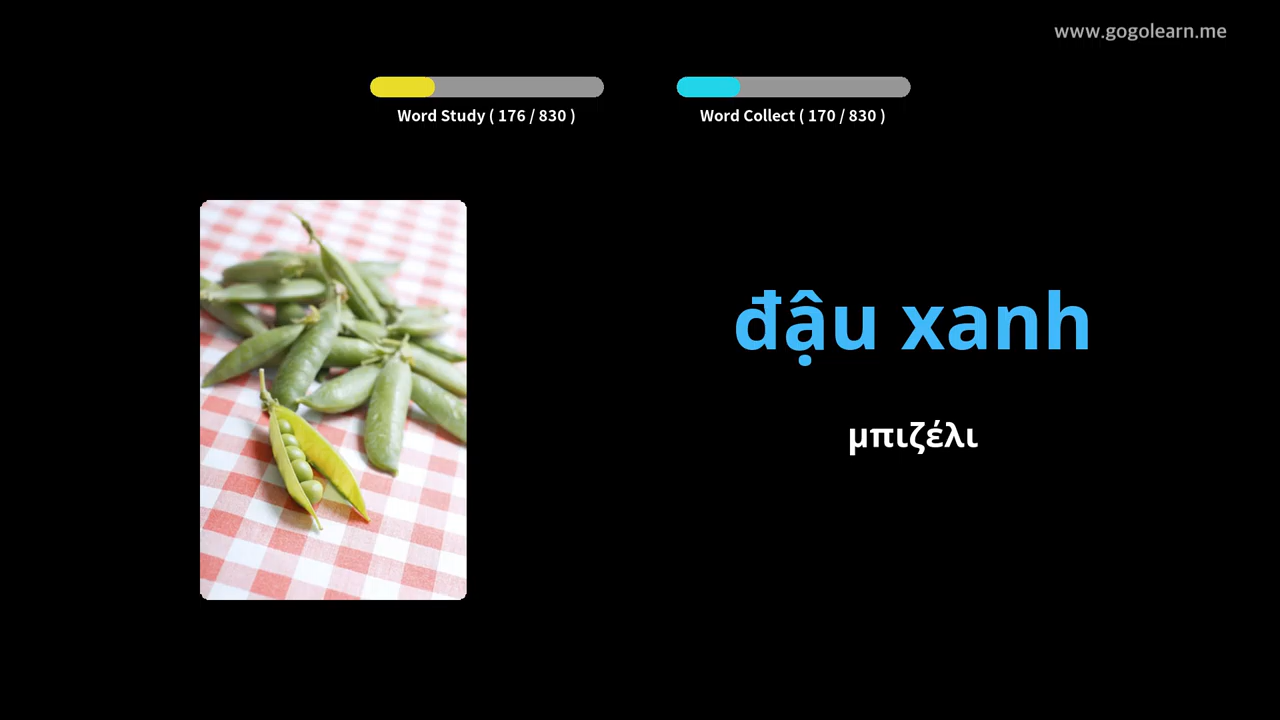 www.gogolearn.me
Word Study ( 176 / 830 )
Word Collect ( 170 / 830 )
đậu xanh
μπιζέλι